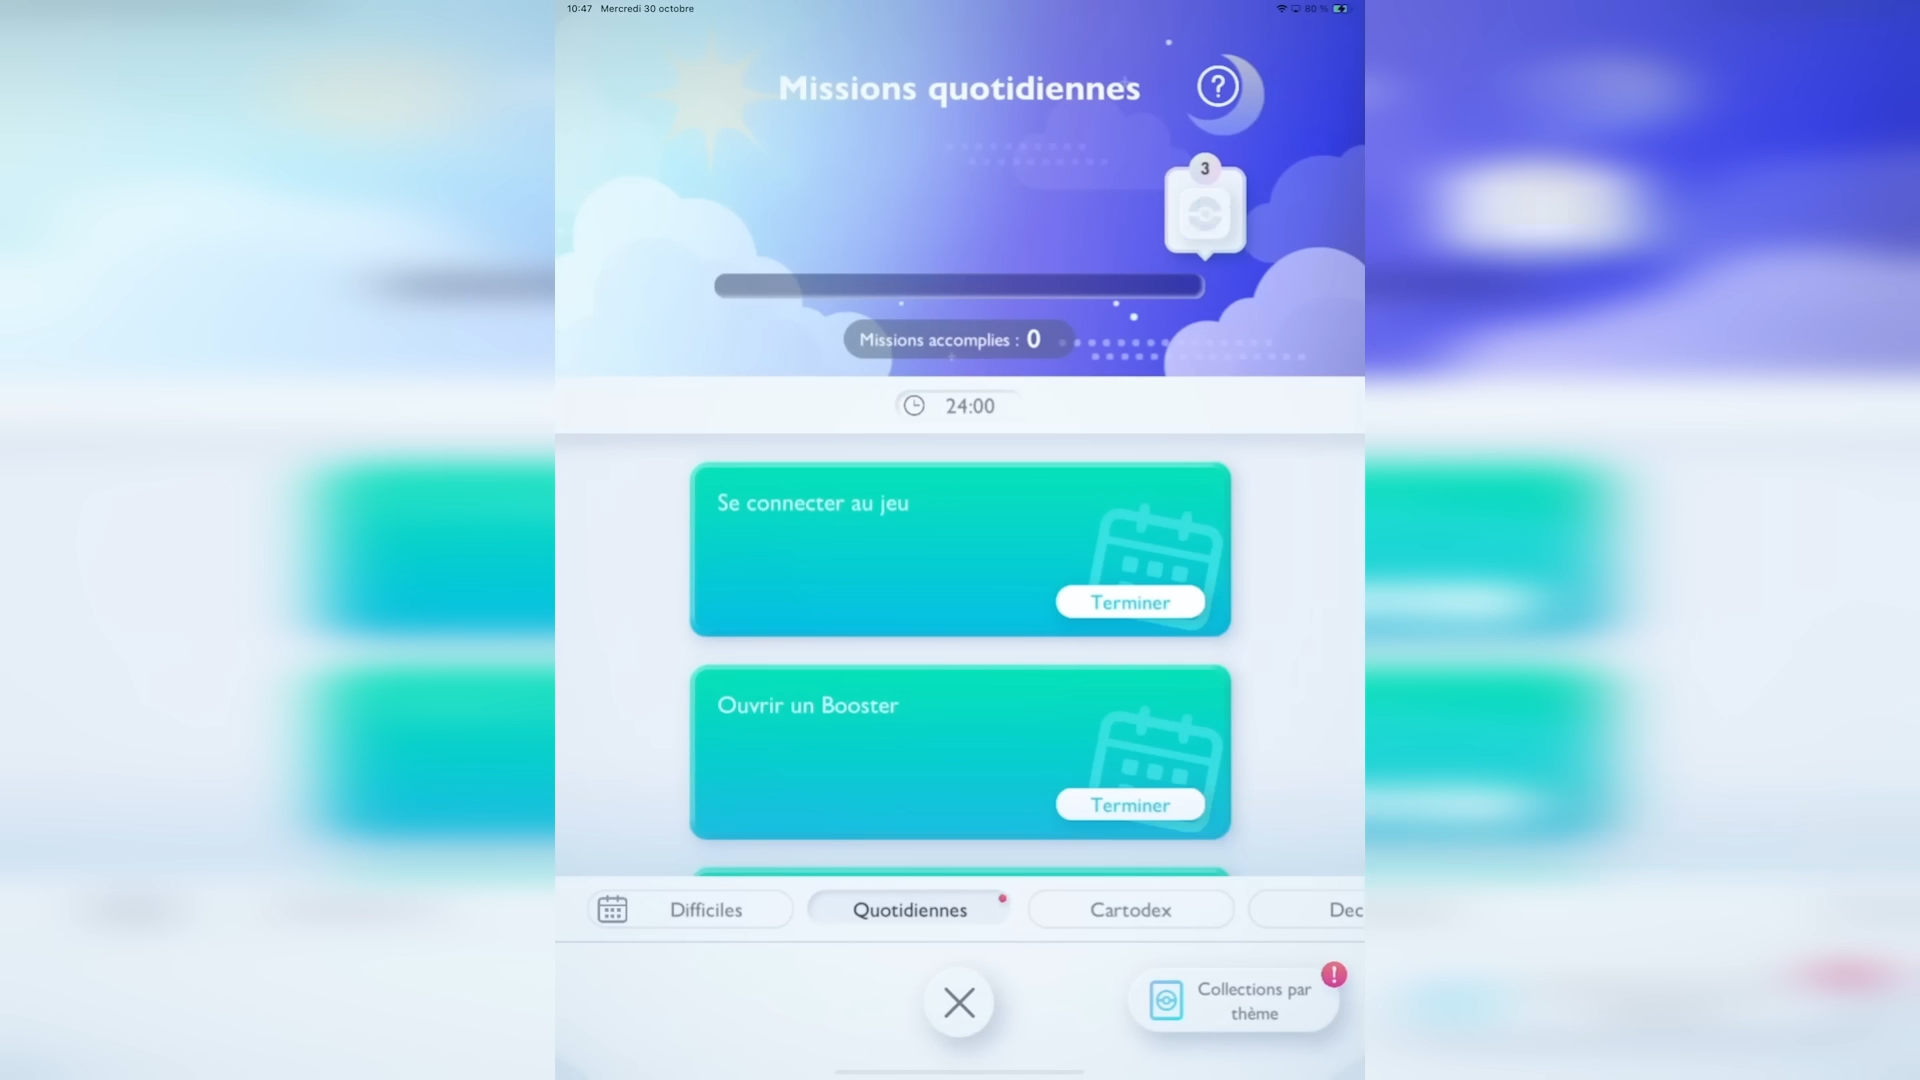 10:47 Mercredi 30 octobre
80 %
Missions quotidiennes
?
3
Missions accomplies : 0
24:00
Se connecter au jeu
Terminer
Ouvrir un Booster
Terminer
Difficiles
Quotidiennes
Cartodex
Dec
!
Collections par
thème